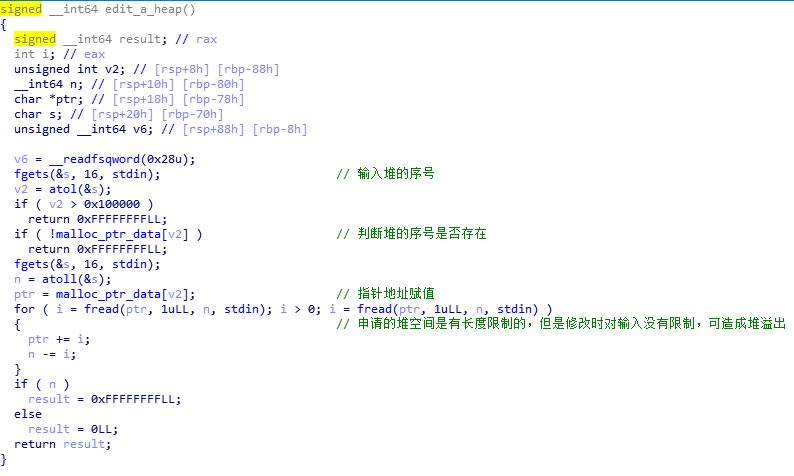 signed __int64 edit_a_heap()
{
  signed __int64 result; // rax
  int i; // eax
  unsigned int v2; // [rsp+8h] [rbp-88h]
  __int64 n; // [rsp+10h] [rbp-80h]
  char *ptr; // [rsp+18h] [rbp-78h]
  char s; // [rsp+20h] [rbp-70h]
  unsigned __int64 v6; // [rsp+88h] [rbp-8h]

  v6 = __readfsqword(0x28u);
  fgets(&s, 16, stdin); // 输入堆的序号
  v2 = atol(&s);
  if ( v2 > 0x100000 )
    return 0xFFFFFFFFLL;
  if ( !malloc_ptr_data[v2] ) // 判断堆的序号是否存在
    return 0xFFFFFFFFLL;
  fgets(&s, 16, stdin);
  n = atoll(&s);
  ptr = malloc_ptr_data[v2]; // 指针地址赋值
  for ( i = fread(ptr, 1uLL, n, stdin); i > 0; i = fread(ptr, 1uLL, n, stdin) )
  { // 申请的堆空间是有长度限制的，但是修改时对输入没有限制，可造成堆溢出
    ptr += i;
    n -= i;
  }
  if ( n )
    result = 0xFFFFFFFFLL;
  else
    result = 0LL;
  return result;
}